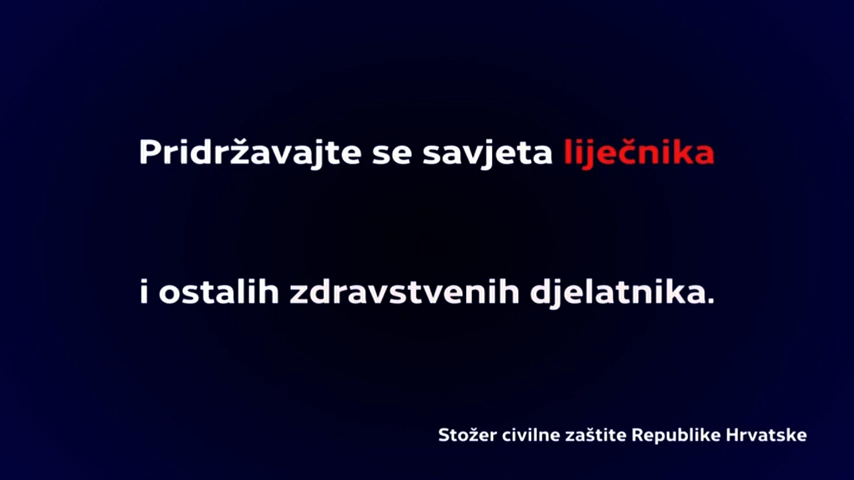 Pridržavajte se savjeta liječnika
i ostalih zdravstvenih djelatnika.
Stožer civilne zaštite Republike Hrvatske